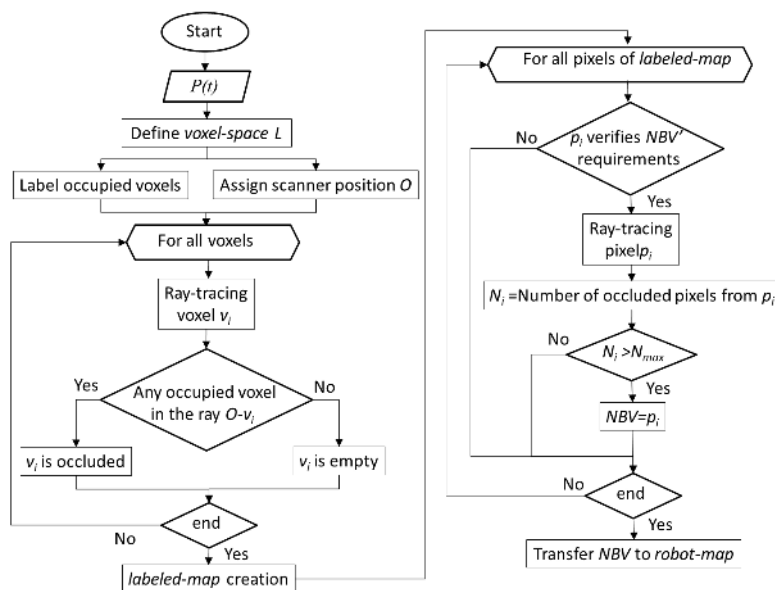 Start
P(t)
Define voxel-space L
Label occupied voxels
Assign scanner position O
For all voxels
Ray-tracing
voxel vi
Yes
No
Any occupied voxel
in the ray O-vi
vi is occluded
vi is empty
end
No
Yes
labeled-map creation
For all pixels of labeled-map
No
pi verifies NBV'
requirements
Yes
Ray-tracing
pixelpi
Ni =Number of occluded pixels from pi
No
Ni >Nmax
Yes
NBV=pi
No
end
Yes
Transfer NBV to robot-map